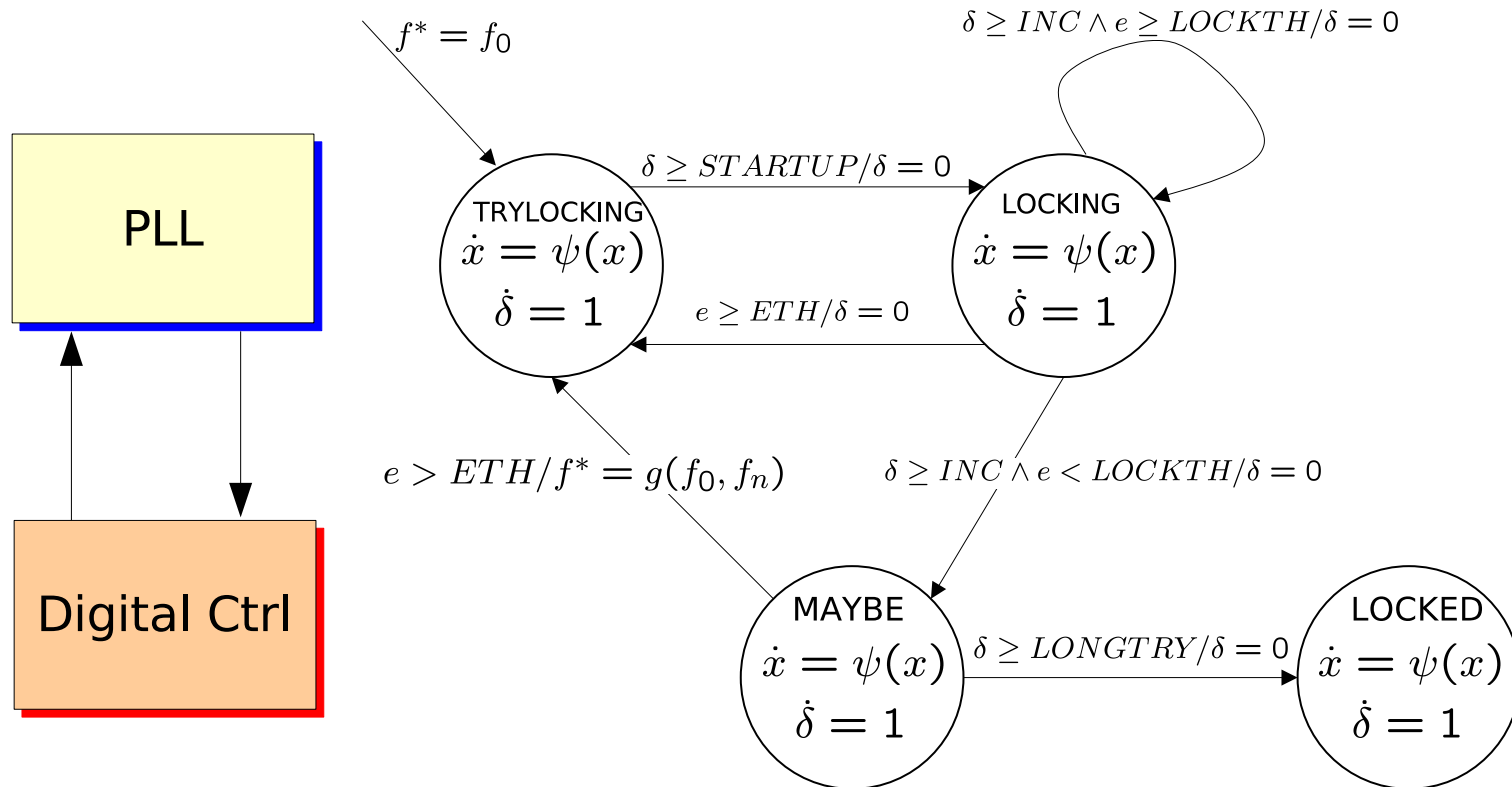 f* = f₀
δ ≥ INC ∧ e ≥ LOCKTH/δ = 0
PLL
δ ≥ STARTUP/δ = 0
TRYLOCKING
ẋ = ψ(x)
δ̇ = 1
LOCKING
ẋ = ψ(x)
δ̇ = 1
e ≥ ETH/δ = 0
e > ETH/f* = g(f₀, fₙ)
δ ≥ INC ∧ e < LOCKTH/δ = 0
Digital Ctrl
MAYBE
ẋ = ψ(x)
δ̇ = 1
δ ≥ LONGTRY/δ = 0
LOCKED
ẋ = ψ(x)
δ̇ = 1